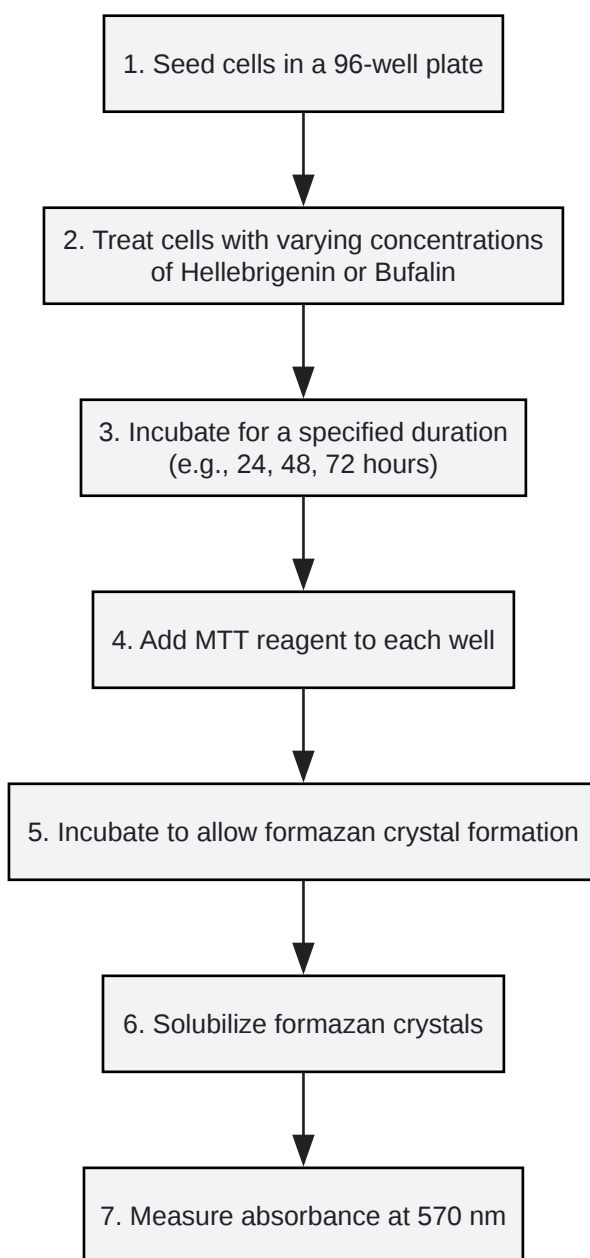 1. Seed cells in a 96-well plate
2. Treat cells with varying concentrations
of Hellebrigenin or Bufalin
3. Incubate for a specified duration
(e.g., 24, 48, 72 hours)
4. Add MTT reagent to each well
5. Incubate to allow formazan crystal formation
6. Solubilize formazan crystals
7. Measure absorbance at 570 nm